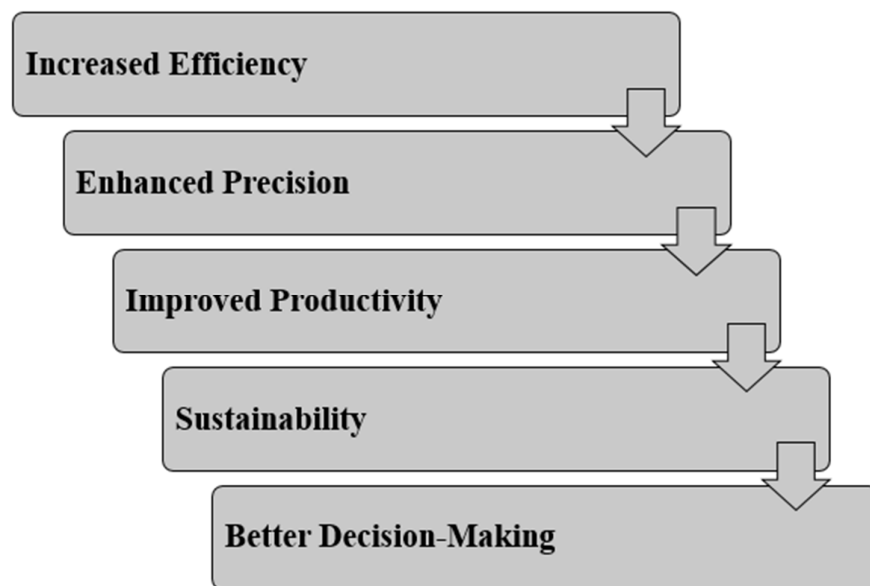 Increased Efficiency
Enhanced Precision
Improved Productivity
Sustainability
Better Decision-Making